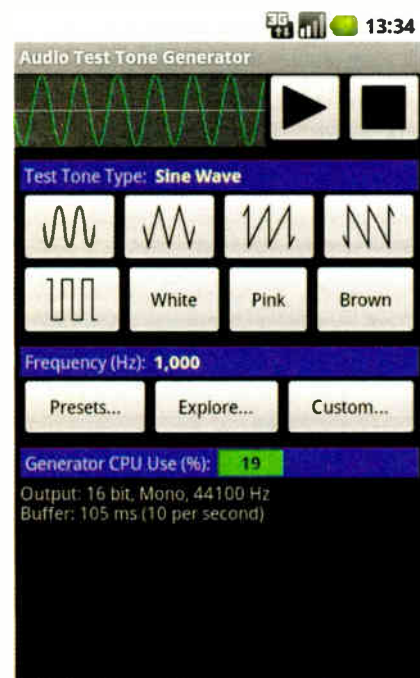 3G 13:34
Audio Test Tone Generator
Test Tone Type: Sine Wave
White Pink Brown
Frequency (Hz): 1,000
Presets... Explore... Custom...
Generator CPU Use (%): 19
Output: 16 bit, Mono, 44100 Hz
Buffer: 105 ms (10 per second)